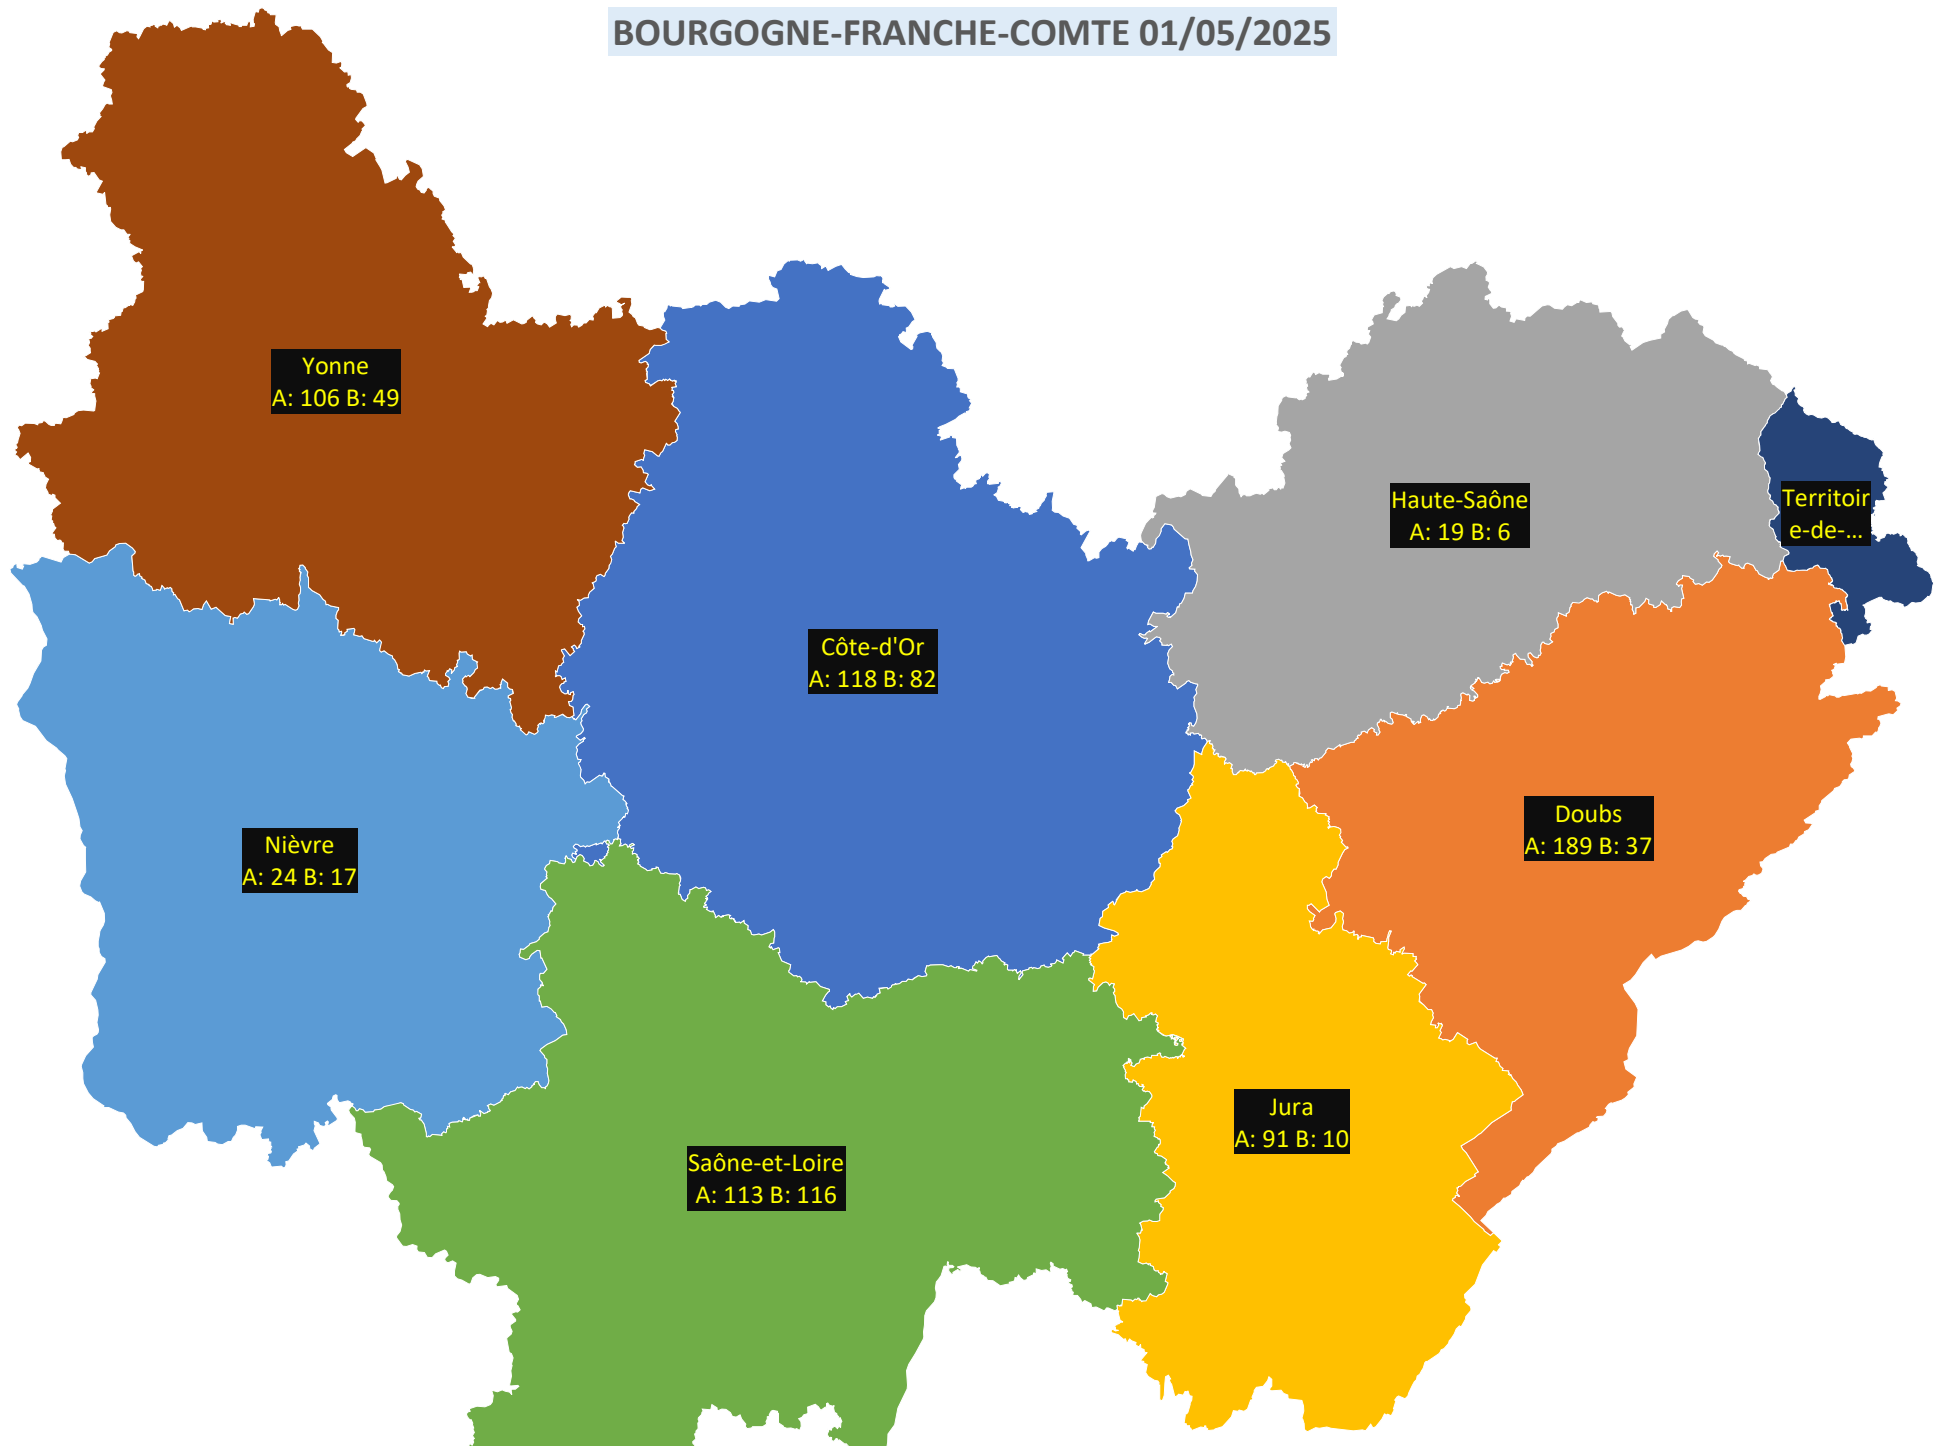 BOURGOGNE-FRANCHE-COMTE 01/05/2025
Yonne
A: 106 B: 49
Haute-Saône
A: 19 B: 6
Territoir
e-de-...
Côte-d'Or
A: 118 B: 82
Doubs
A: 189 B: 37
Nièvre
A: 24 B: 17
Jura
A: 91 B: 10
Saône-et-Loire
A: 113 B: 116